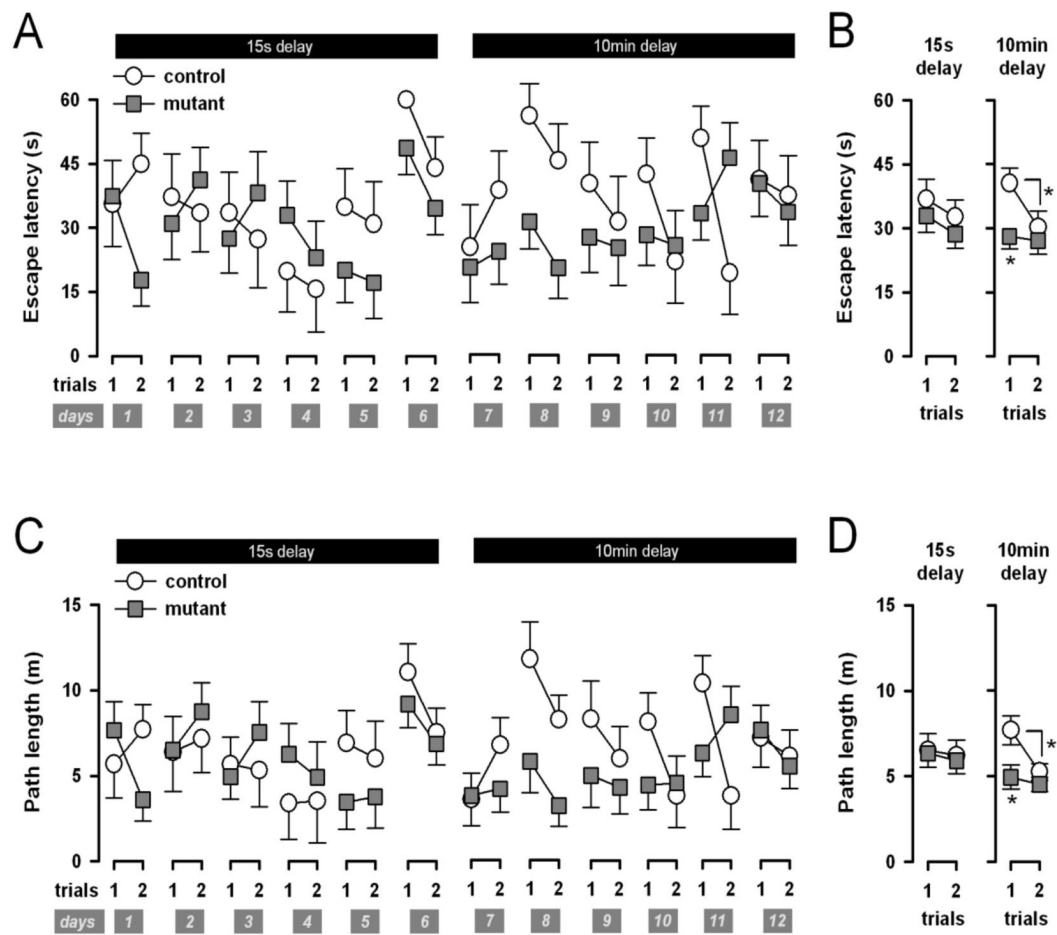 A
B
15s delay
10min delay
15s
delay
10min
delay
control
mutant
Escape latency (s)
60
45
30
15
0
Escape latency (s)
60
45
30
15
0
*
*
trials 1 2 1 2 1 2 1 2 1 2 1 2 1 2 1 2 1 2 1 2 1 2 1 2
1 2 1 2
days 1 2 3 4 5 6 7 8 9 10 11 12
trials trials
C
D
15s delay
10min delay
15s
delay
10min
delay
control
mutant
Path length (m)
15
10
5
0
Path length (m)
15
10
5
0
*
*
trials 1 2 1 2 1 2 1 2 1 2 1 2 1 2 1 2 1 2 1 2 1 2 1 2
1 2 1 2
days 1 2 3 4 5 6 7 8 9 10 11 12
trials trials